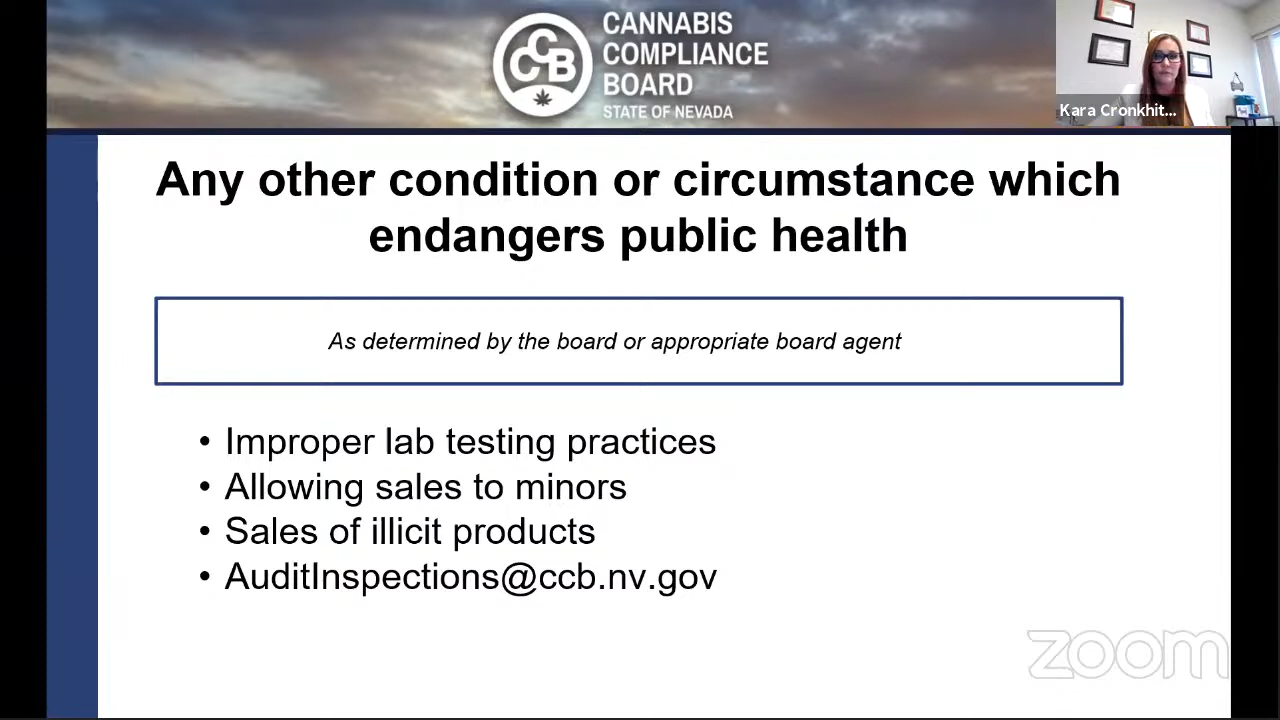 CCB
CANNABIS
COMPLIANCE
BOARD
STATE OF NEVADA
Kara Cronkhit...
Any other condition or circumstance which
endangers public health
As determined by the board or appropriate board agent
• Improper lab testing practices
• Allowing sales to minors
• Sales of illicit products
• AuditInspections@ccb.nv.gov
zoom